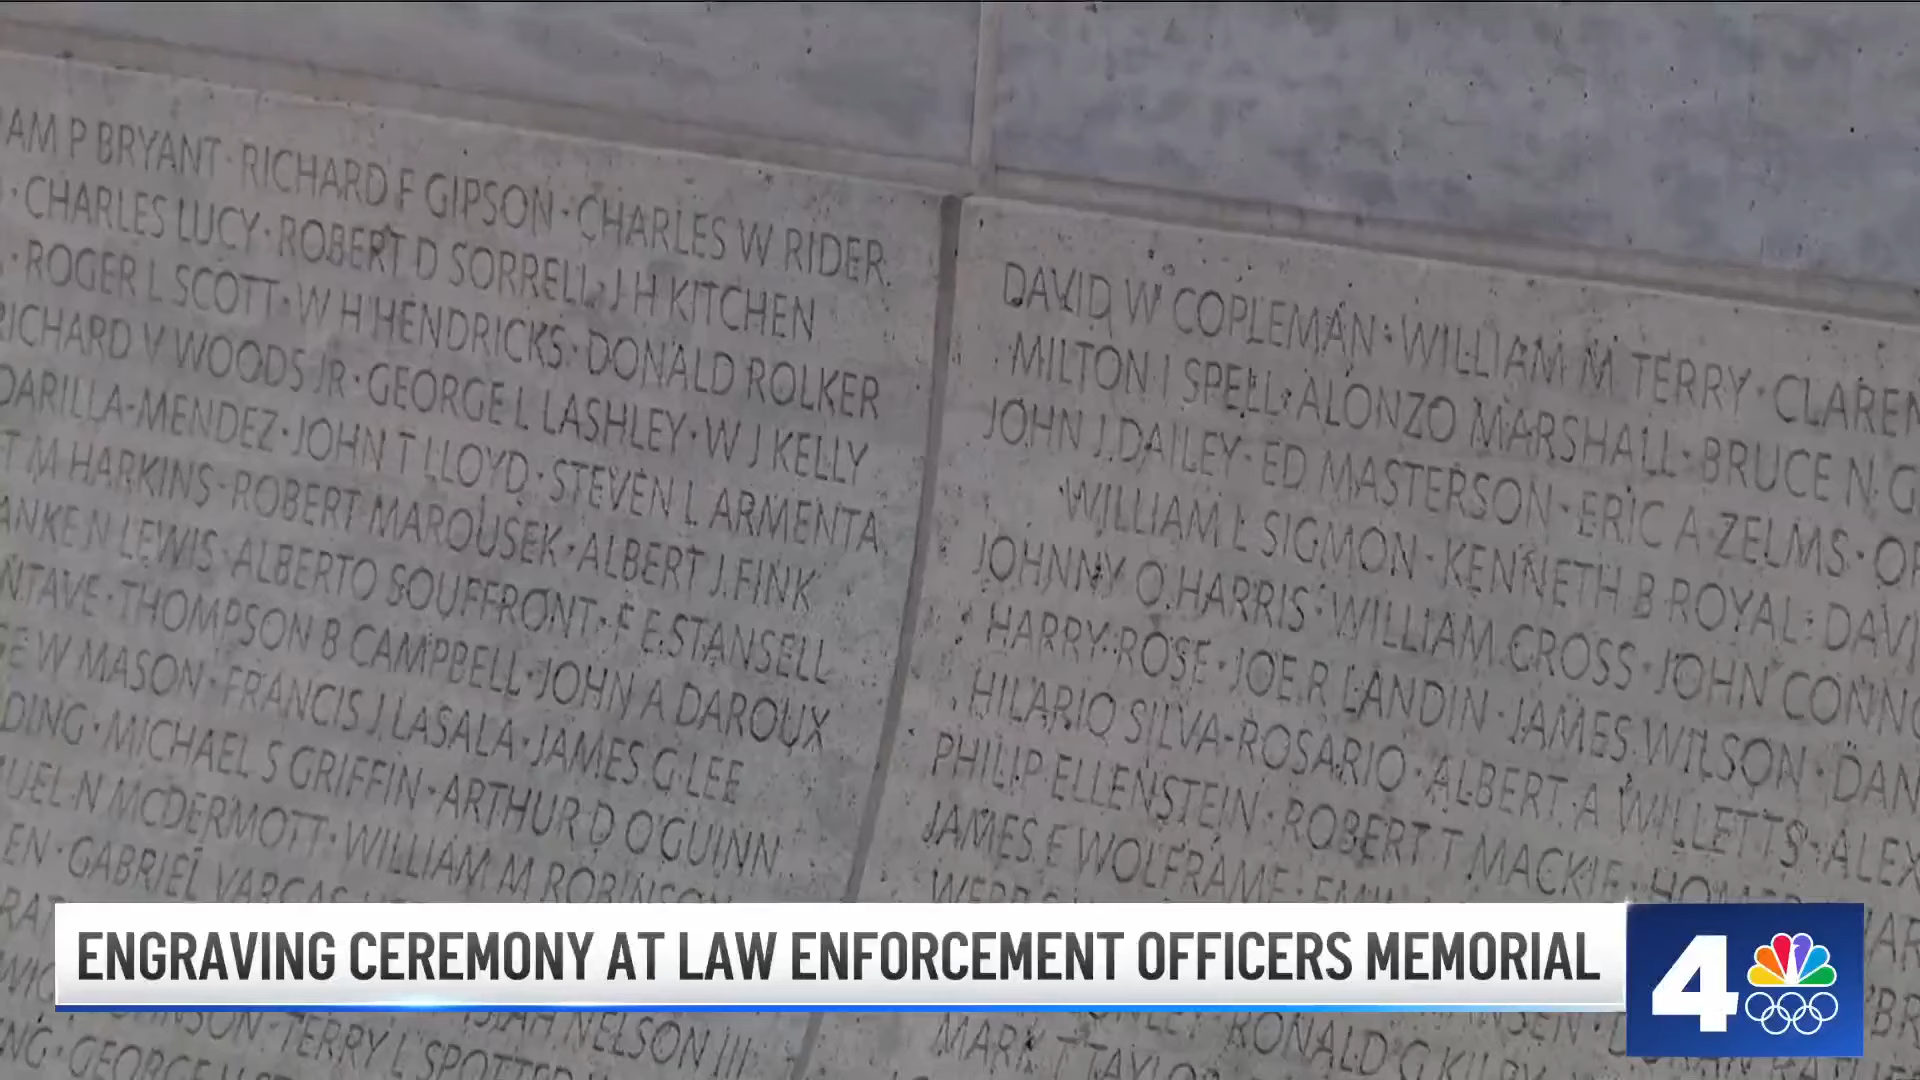 AM P BRYANT · RICHARD F GIPSON · CHARLES W RIDER
· CHARLES LUCY · ROBERT D SORRELL · J H KITCHEN
· ROGER L SCOTT · W H HENDRICKS · DONALD ROLKER
RICHARD V WOODS JR · GEORGE L LASHLEY · W J KELLY
DARILLA-MENDEZ · JOHN T LLOYD · STEVEN L ARMENTA
T M HARKINS · ROBERT MAROUSEK · ALBERT J FINK
ANKE N LEWIS · ALBERTO SOUFFRONT · F E STANSELL
NTAVE · THOMPSON B CAMPBELL · JOHN A DAROUX
E W MASON · FRANCIS J LASALA · JAMES G LEE
DING · MICHAEL S GRIFFIN · ARTHUR D O'GUINN
UEL N MCDERMOTT · WILLIAM M ROBINSON
EN · GABRIEL VARGAS
TERRY L SPOTTED
NELSON III
NG · GEORGE
DAVID W COPLEMAN · WILLIAM M TERRY · CLAREN
MILTON I SPELL · ALONZO MARSHALL · BRUCE N G
JOHN J DAILEY · ED MASTERSON · ERIC A ZELMS · OR
WILLIAM L SIGMON · KENNETH B ROYAL · DAVI
JOHNNY O HARRIS · WILLIAM CROSS · JOHN CONNO
HARRY ROSE · JOE R LANDIN · JAMES WILSON · DAN
HILARIO SILVA-ROSARIO · ALBERT A WILLETTS · ALEX
PHILIP ELLENSTEIN · ROBERT T MACKIE
JAMES E WOLFRAME
RONALD G KILBY
MARK T TAYLOR
ENGRAVING CEREMONY AT LAW ENFORCEMENT OFFICERS MEMORIAL
4